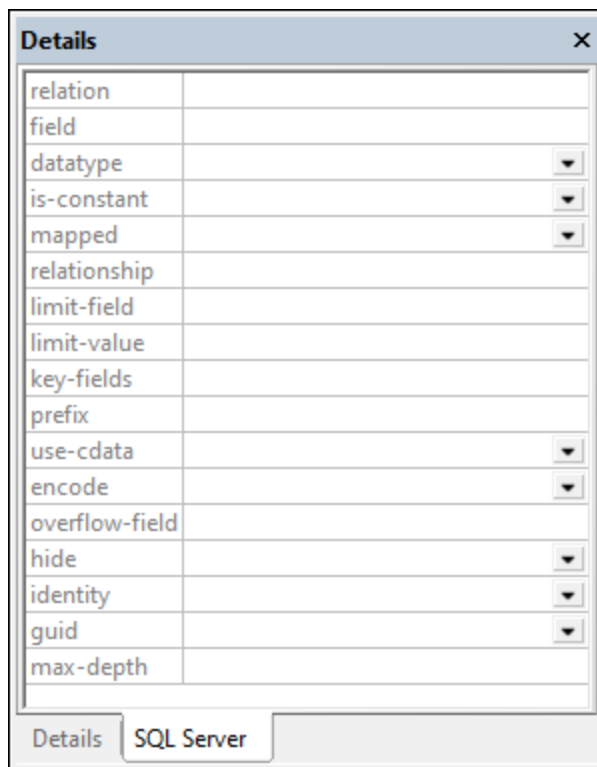 Details
relation
field
datatype
is-constant
mapped
relationship
limit-field
limit-value
key-fields
prefix
use-cdata
encode
overflow-field
hide
identity
guid
max-depth
Details SQL Server